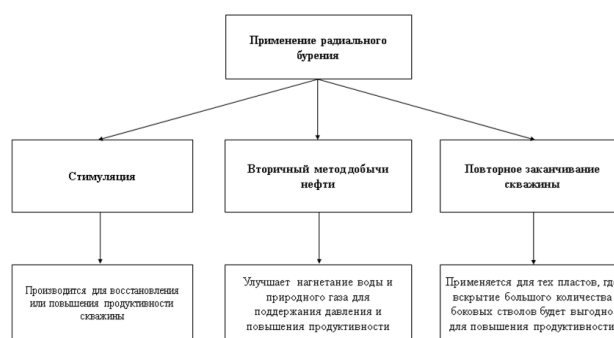 Применение радиального
бурения
Стимуляция
Вторичный метод добычи
нефти
Повторное заканчивание
скважины
Производится для восстановления
или повышения продуктивности
скважины
Улучшает нагнетание воды и
природного газа для
поддержания давления и
повышения продуктивности
Применяется для тех пластов, где
вскрытие большого количества
боковых стволов будет выгодно
для повышения продуктивности